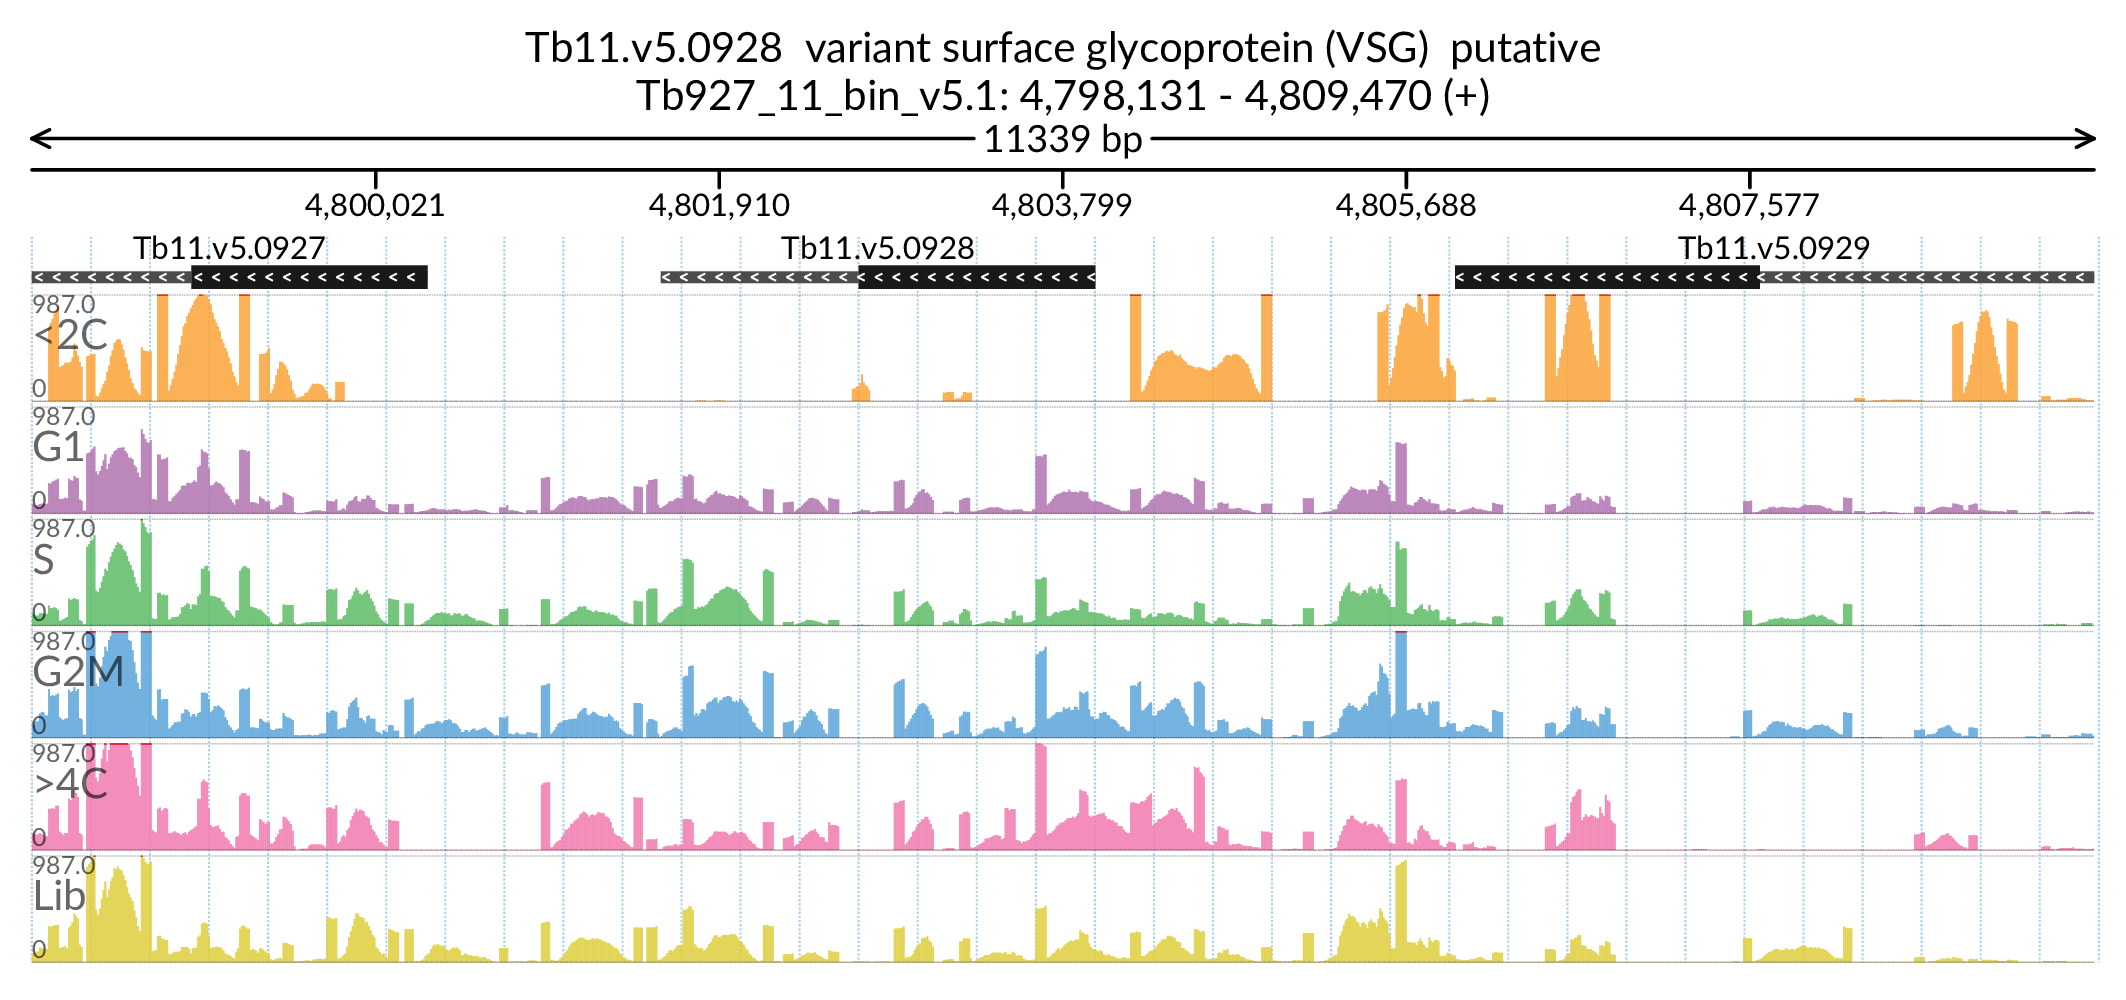 Tb11.v5.0928 variant surface glycoprotein (VSG) putative
Tb927_11_bin_v5.1: 4,798,131 - 4,809,470 (+)
11339 bp
4,800,021 4,801,910 4,803,799 4,805,688 4,807,577
Tb11.v5.0927 Tb11.v5.0928 Tb11.v5.0929
987.0
<2C
0
987.0
G1
0
987.0
S
0
987.0
G2M
0
987.0
>4C
0
987.0
Lib
0